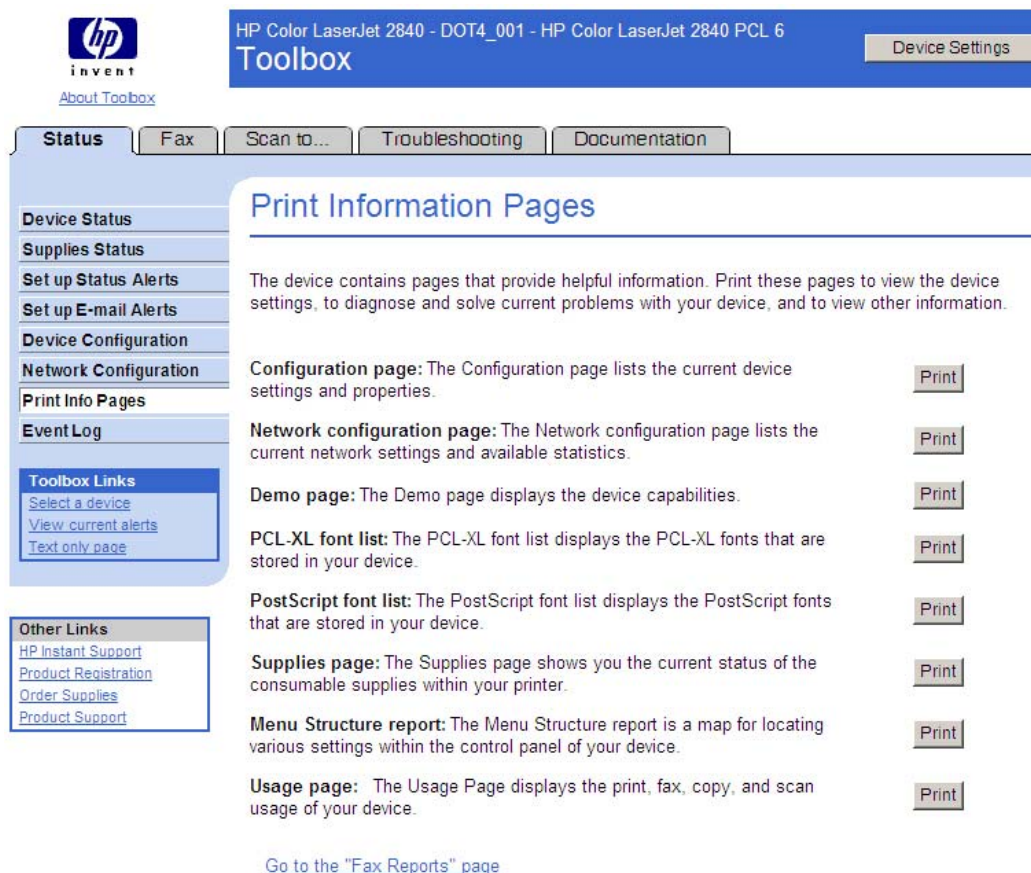 hp
invent
About Toolbox
HP Color LaserJet 2840 - DOT4_001 - HP Color LaserJet 2840 PCL 6
Toolbox
Device Settings
Status
Fax
Scan to...
Troubleshooting
Documentation
Device Status
Supplies Status
Set up Status Alerts
Set up E-mail Alerts
Device Configuration
Network Configuration
Print Info Pages
Event Log
Toolbox Links
Select a device
View current alerts
Text only page
Other Links
HP Instant Support
Product Registration
Order Supplies
Product Support
Print Information Pages
The device contains pages that provide helpful information. Print these pages to view the device
settings, to diagnose and solve current problems with your device, and to view other information.
Configuration page: The Configuration page lists the current device
settings and properties.
Print
Network configuration page: The Network configuration page lists the
current network settings and available statistics.
Print
Demo page: The Demo page displays the device capabilities.
Print
PCL-XL font list: The PCL-XL font list displays the PCL-XL fonts that are
stored in your device.
Print
PostScript font list: The PostScript font list displays the PostScript fonts
that are stored in your device.
Print
Supplies page: The Supplies page shows you the current status of the
consumable supplies within your printer.
Print
Menu Structure report: The Menu Structure report is a map for locating
various settings within the control panel of your device.
Print
Usage page: The Usage Page displays the print, fax, copy, and scan
usage of your device.
Print
Go to the "Fax Reports" page